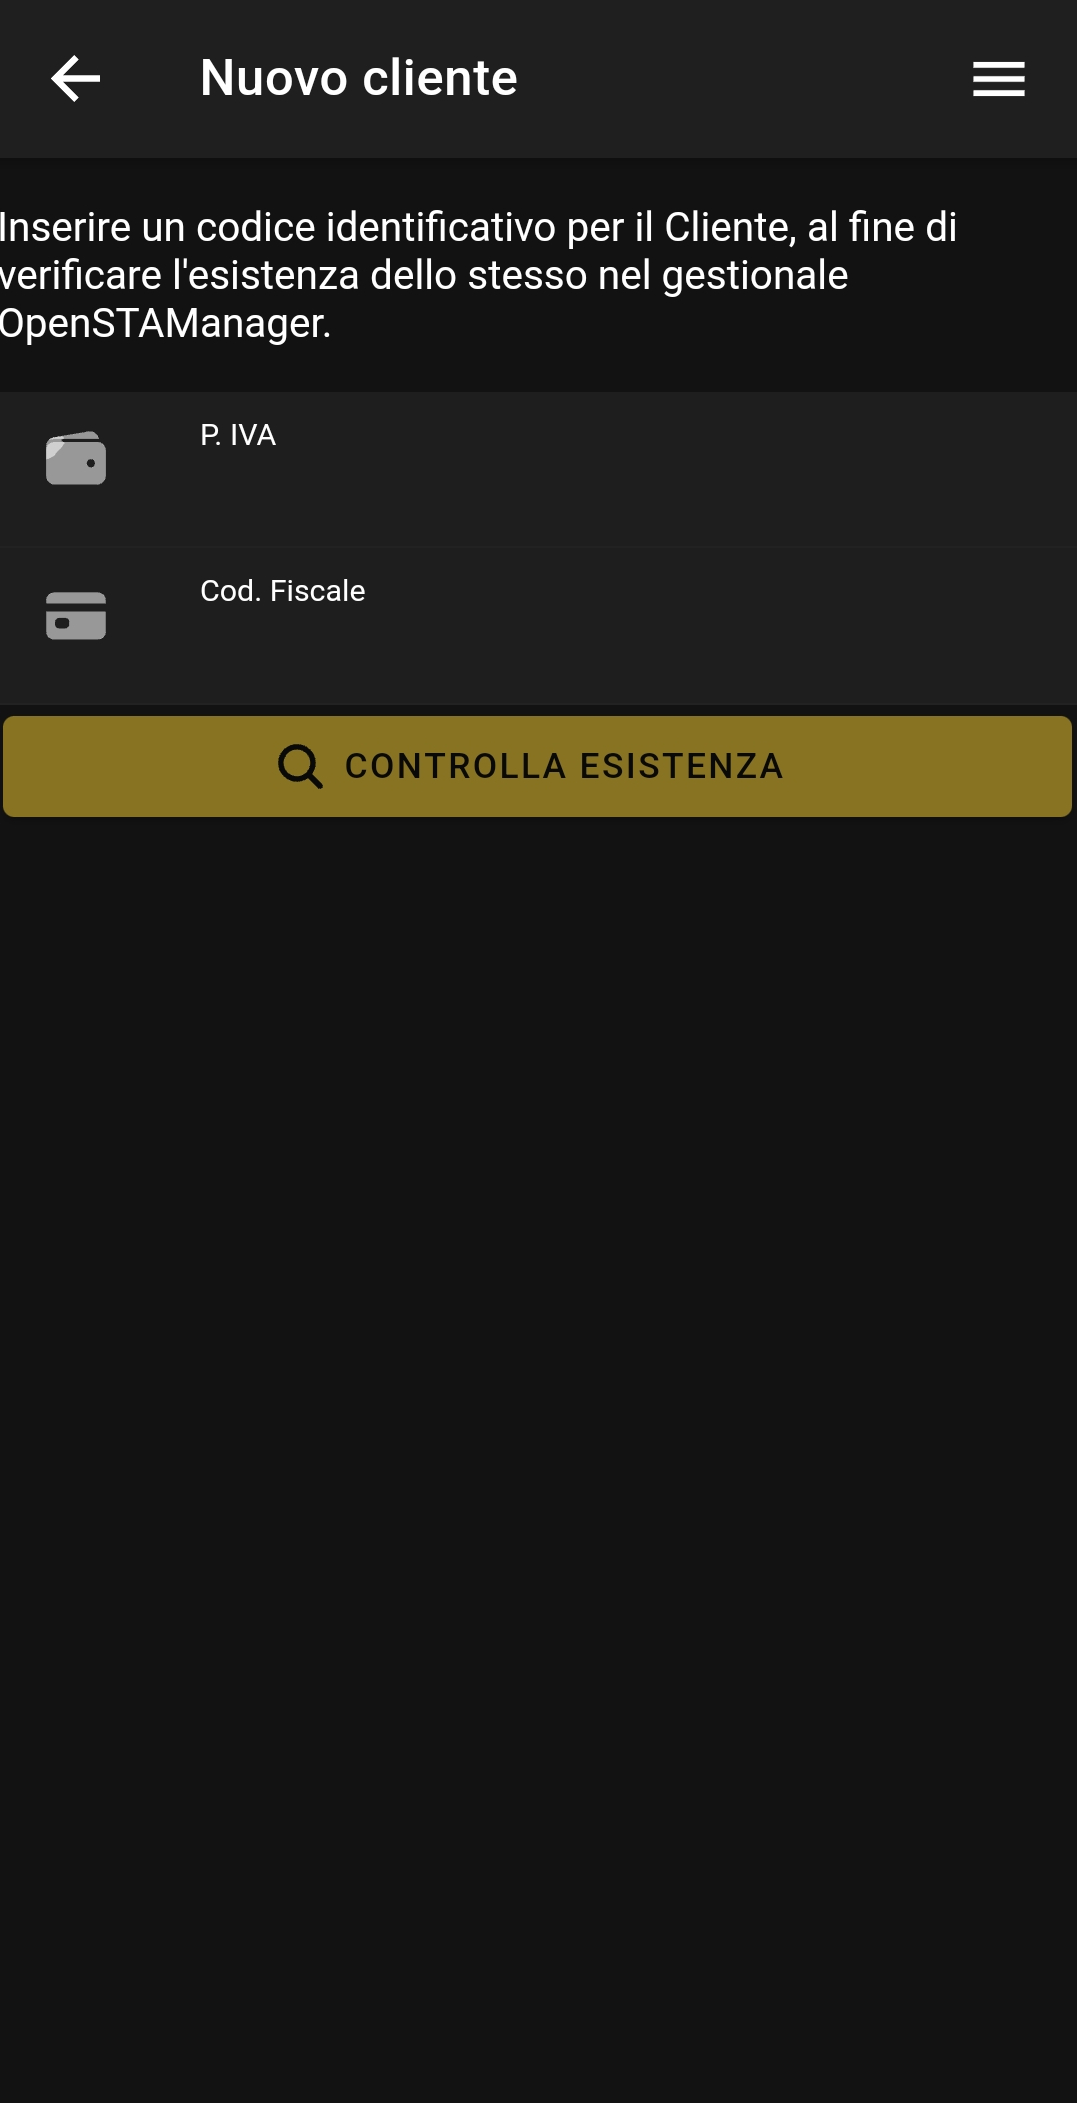 Nuovo cliente
Inserire un codice identificativo per il Cliente, al fine di
verificare l'esistenza dello stesso nel gestionale
OpenSTAManager.
P. IVA
Cod. Fiscale
CONTROLLA ESISTENZA